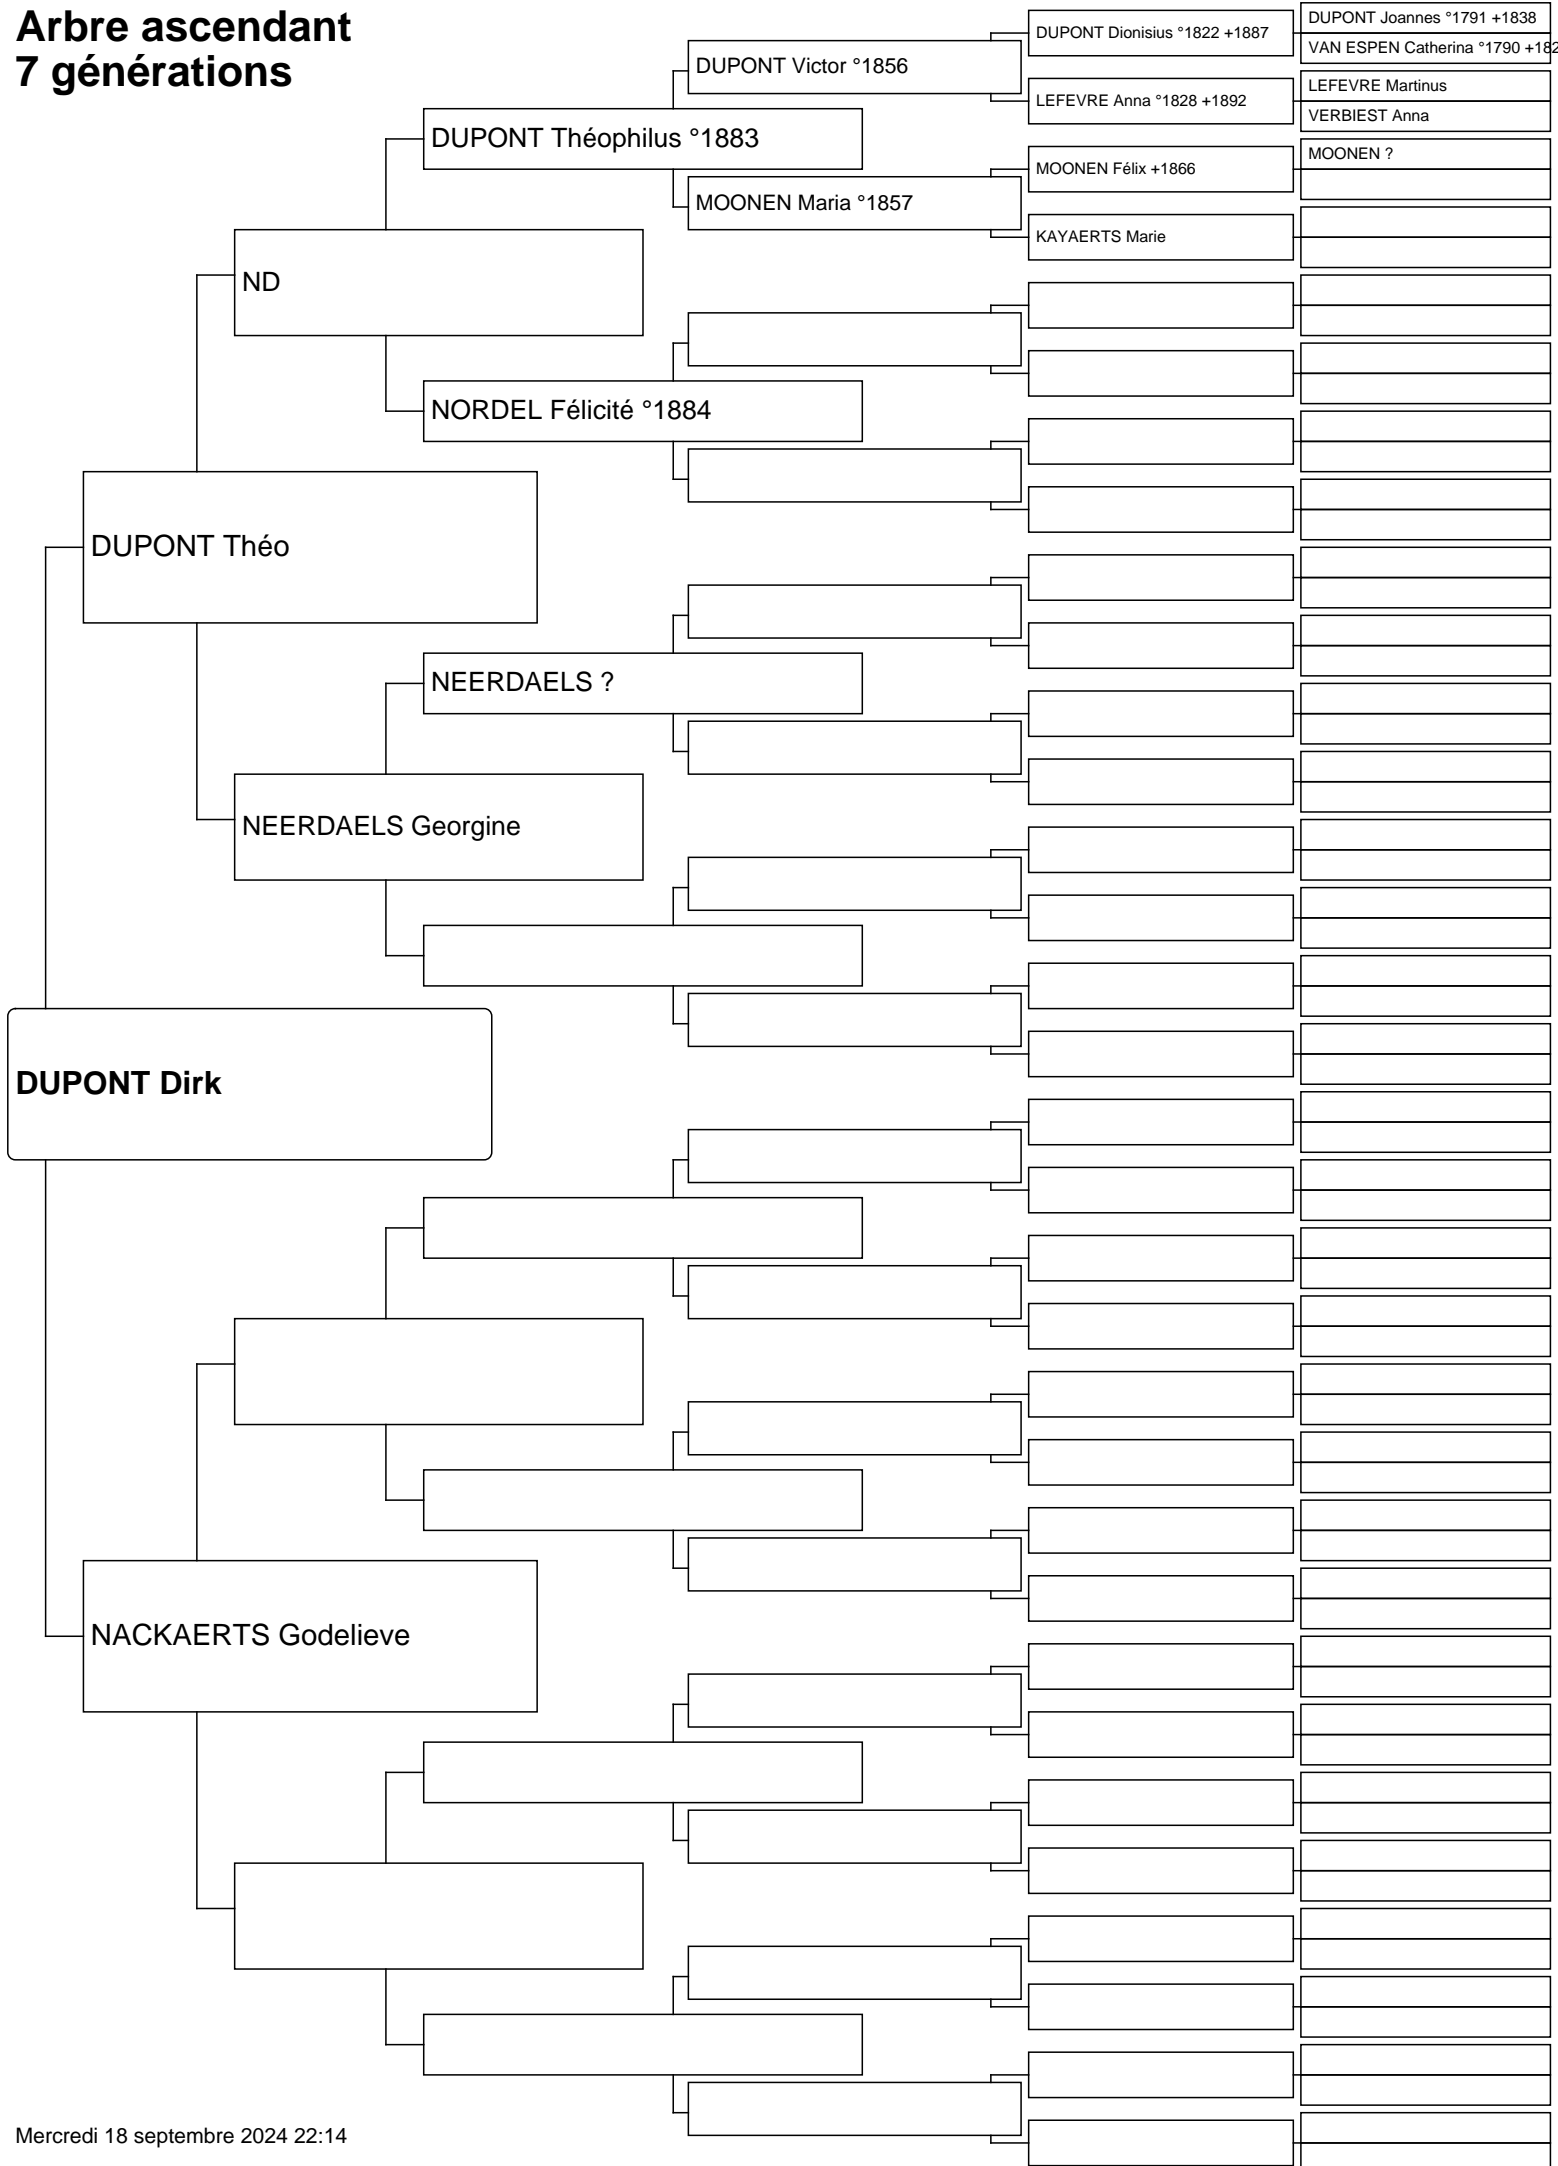 Arbre ascendant
7 générations
DUPONT Dionisius °1822 +1887
DUPONT Joannes °1791 +1838
VAN ESPEN Catherina °1790 +182
DUPONT Victor °1856
LEFEVRE Anna °1828 +1892
LEFEVRE Martinus
VERBIEST Anna
DUPONT Théophilus °1883
MOONEN Félix +1866
MOONEN ?
MOONEN Maria °1857
KAYAERTS Marie
ND
NORDEL Félicité °1884
DUPONT Théo
NEERDAELS ?
NEERDAELS Georgine
DUPONT Dirk
NACKAERTS Godelieve
Mercredi 18 septembre 2024 22:14